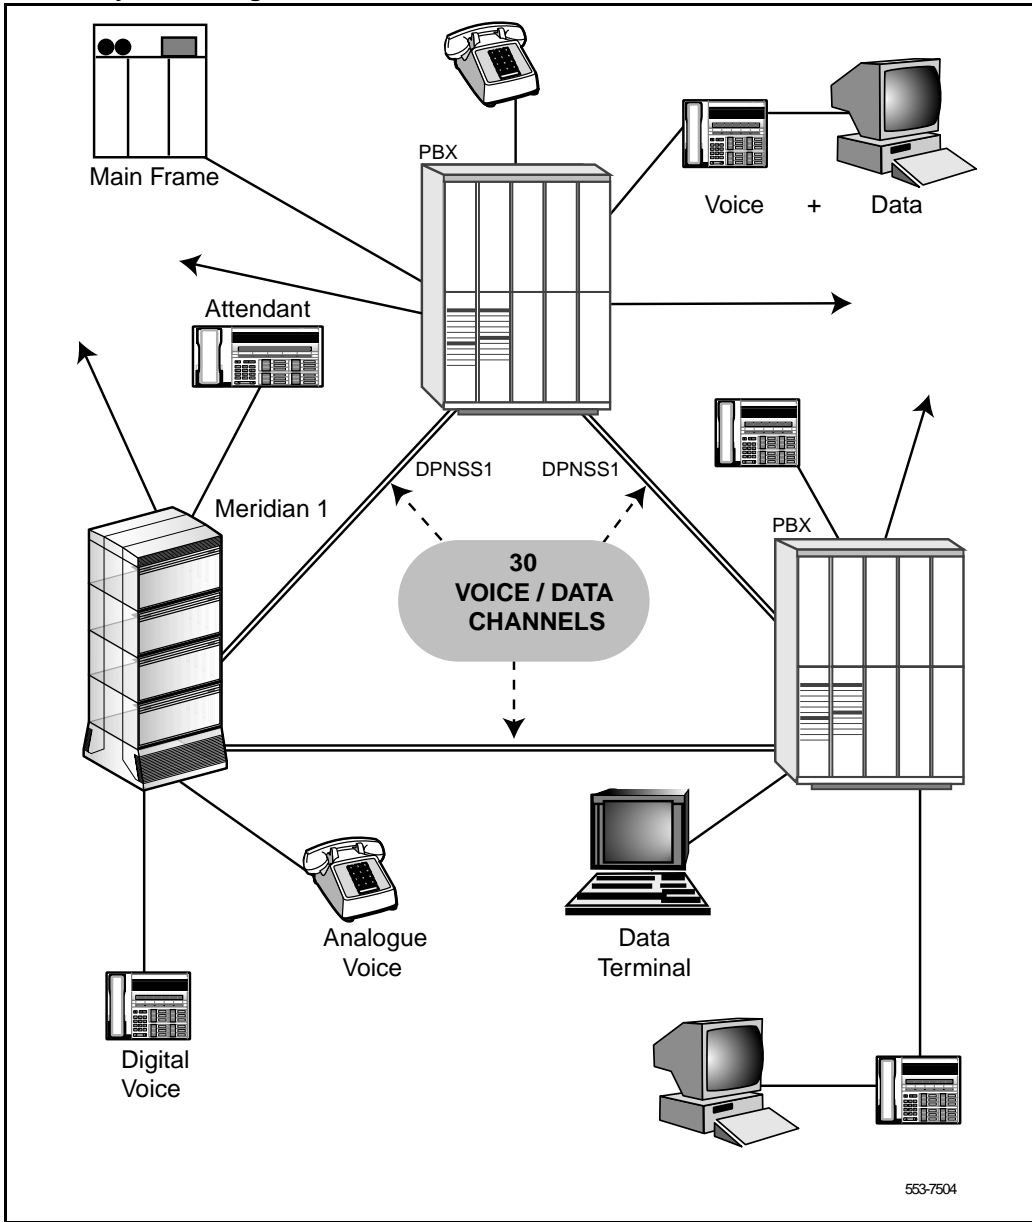 PBX
Main Frame
Voice + Data
Attendant
DPNSS1 DPNSS1
Meridian 1
PBX
30
VOICE / DATA
CHANNELS
Analogue
Voice
Data
Terminal
Digital
Voice
553-7504